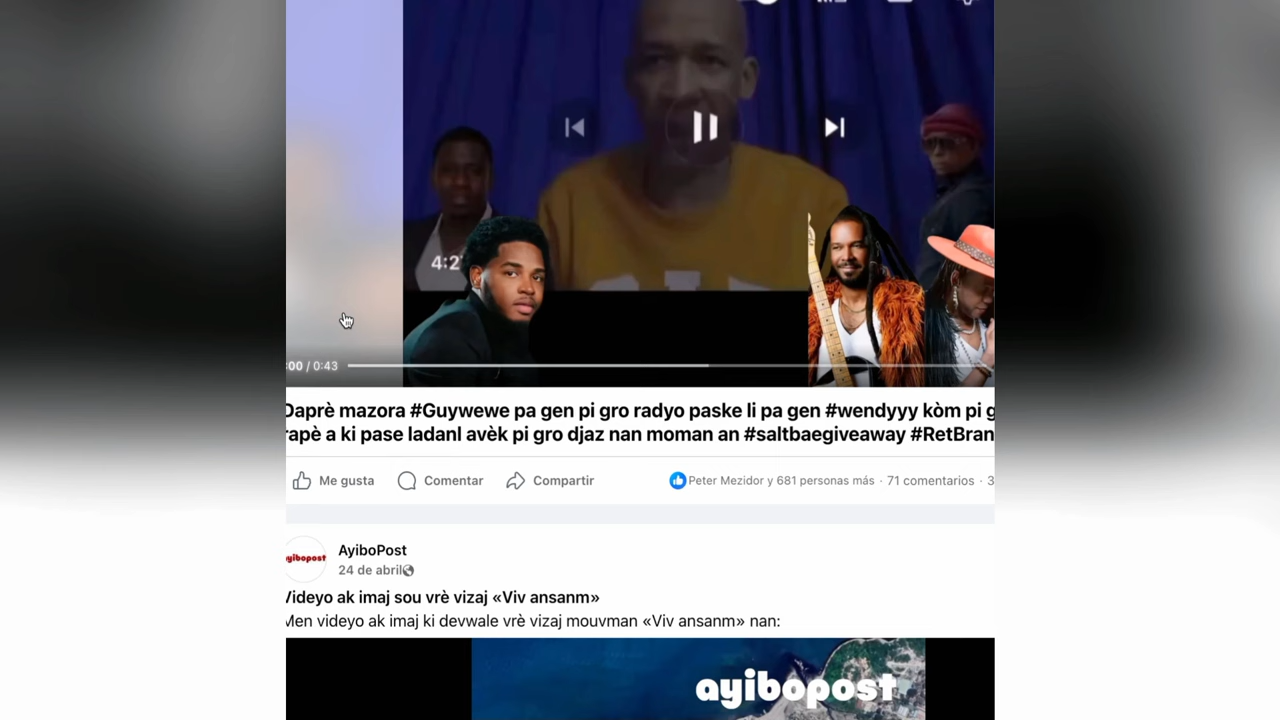 4:2
:00 / 0:43
Daprè mazora #Guywewe pa gen pi gro radyo paske li pa gen #wendyyy kòm pi g
rapè a ki pase ladanl avèk pi gro djaz nan moman an #saltbaegiveaway #RetBran
Me gusta Comentar Compartir Peter Mezidor y 681 personas más · 71 comentarios · 3
ayibopost
AyiboPost
24 de abril
Videyo ak imaj sou vrè vizaj «Viv ansanm»
Men videyo ak imaj ki devwale vrè vizaj mouvman «Viv ansanm» nan:
ayibopost